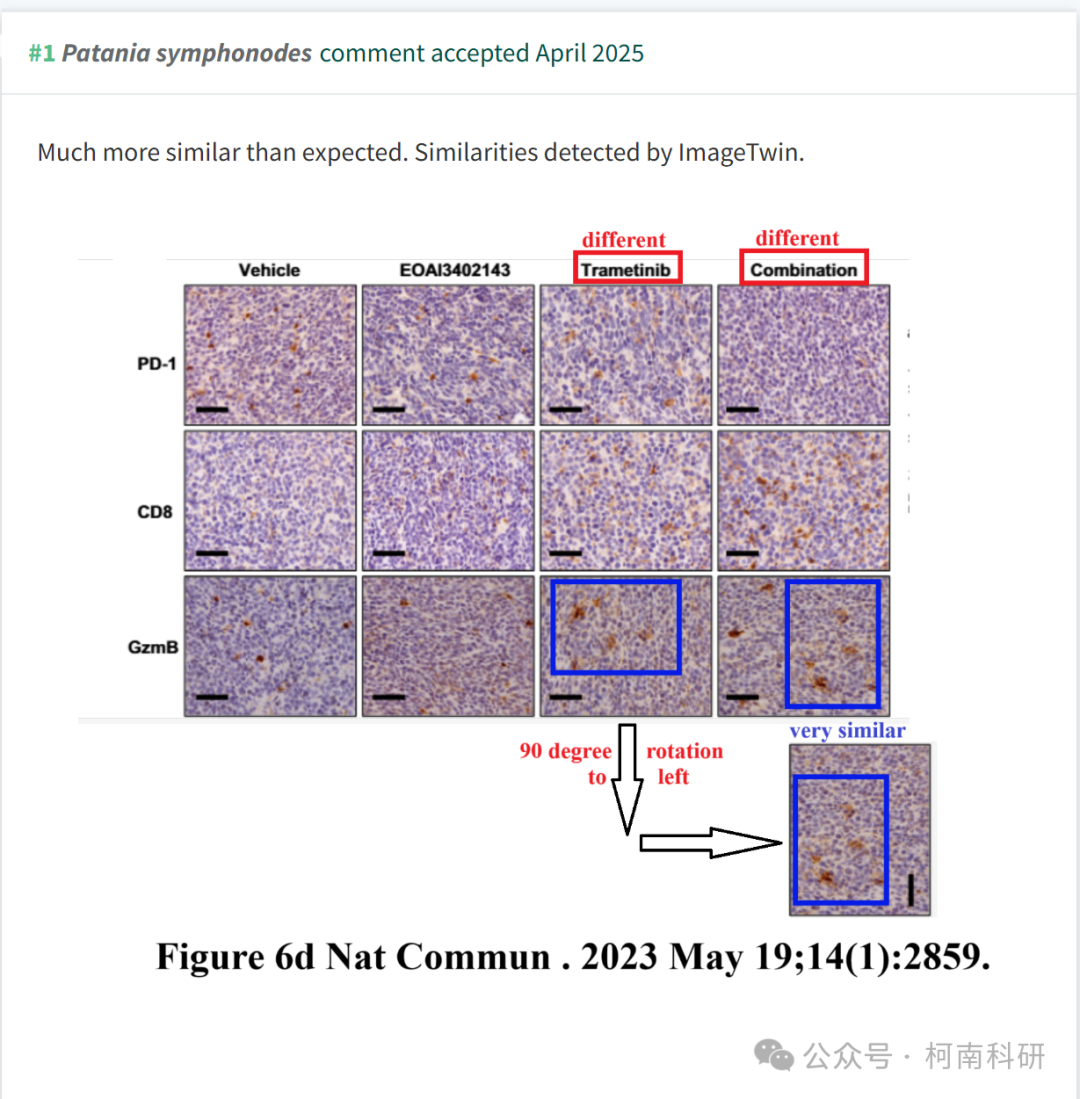 #1 Patania symphonodes comment accepted April 2025
Much more similar than expected. Similarities detected by ImageTwin.
different different
Vehicle EOAI3402143 Trametinib Combination
PD-1
CD8
GzmB
very similar
90 degree rotation
to left
Figure 6d Nat Commun . 2023 May 19;14(1):2859.
公众号 · 柯南科研